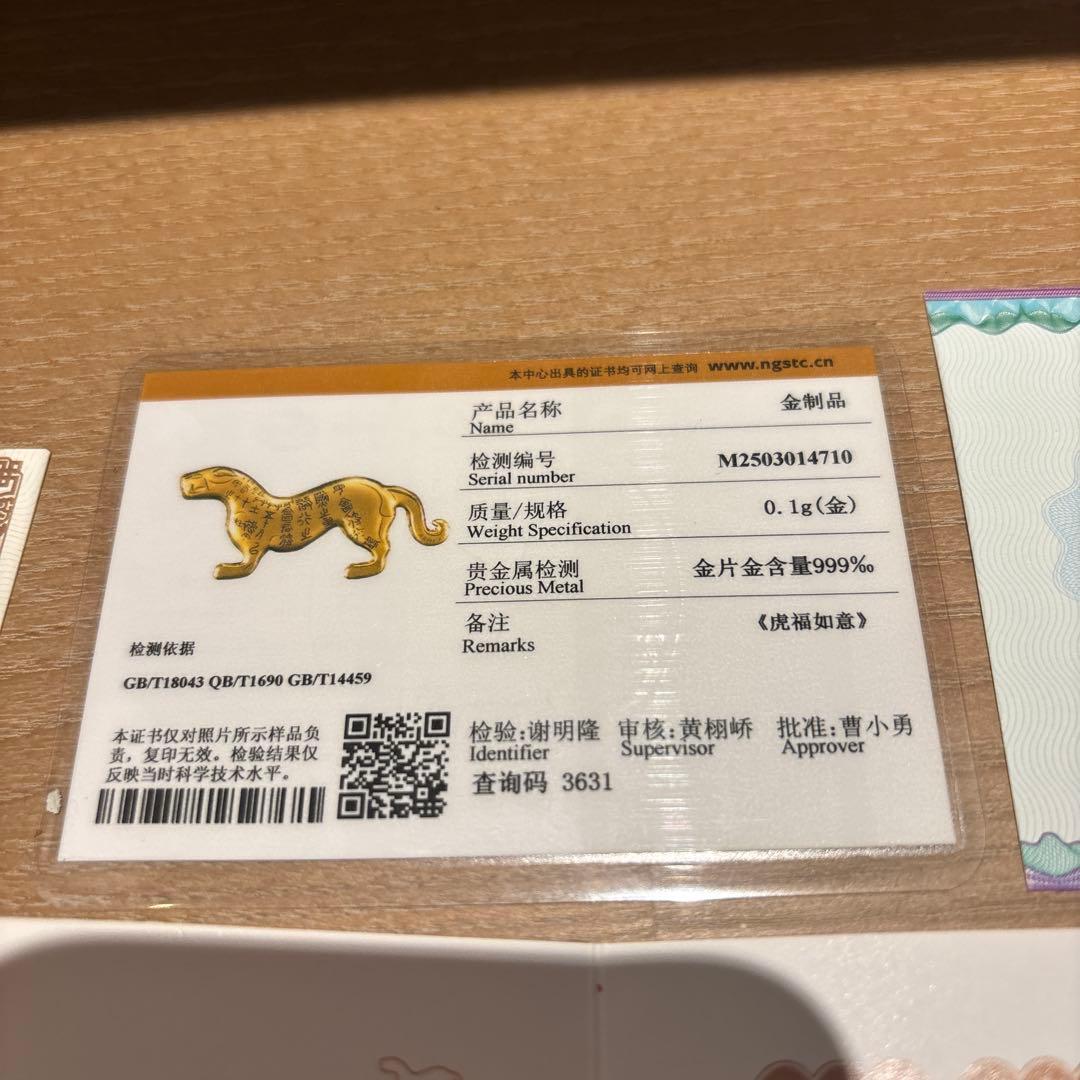 本中心出具的证书均可网上查询 www.ngstc.cn
产品名称 金制品
Name
检测编号 M2503014710
Serial number
质量/规格 0.1g(金)
Weight Specification
贵金属检测 金片金含量999‰
Precious Metal
备注 《虎福如意》
Remarks
检测依据
GB/T18043 QB/T1690 GB/T14459
本证书仅对照片所示样品负
责，复印无效。检验结果仅
反映当时科学技术水平。
检验:谢明隆 审核:黄栩峤 批准:曹小勇
Identifier Supervisor Approver
查询码 3631